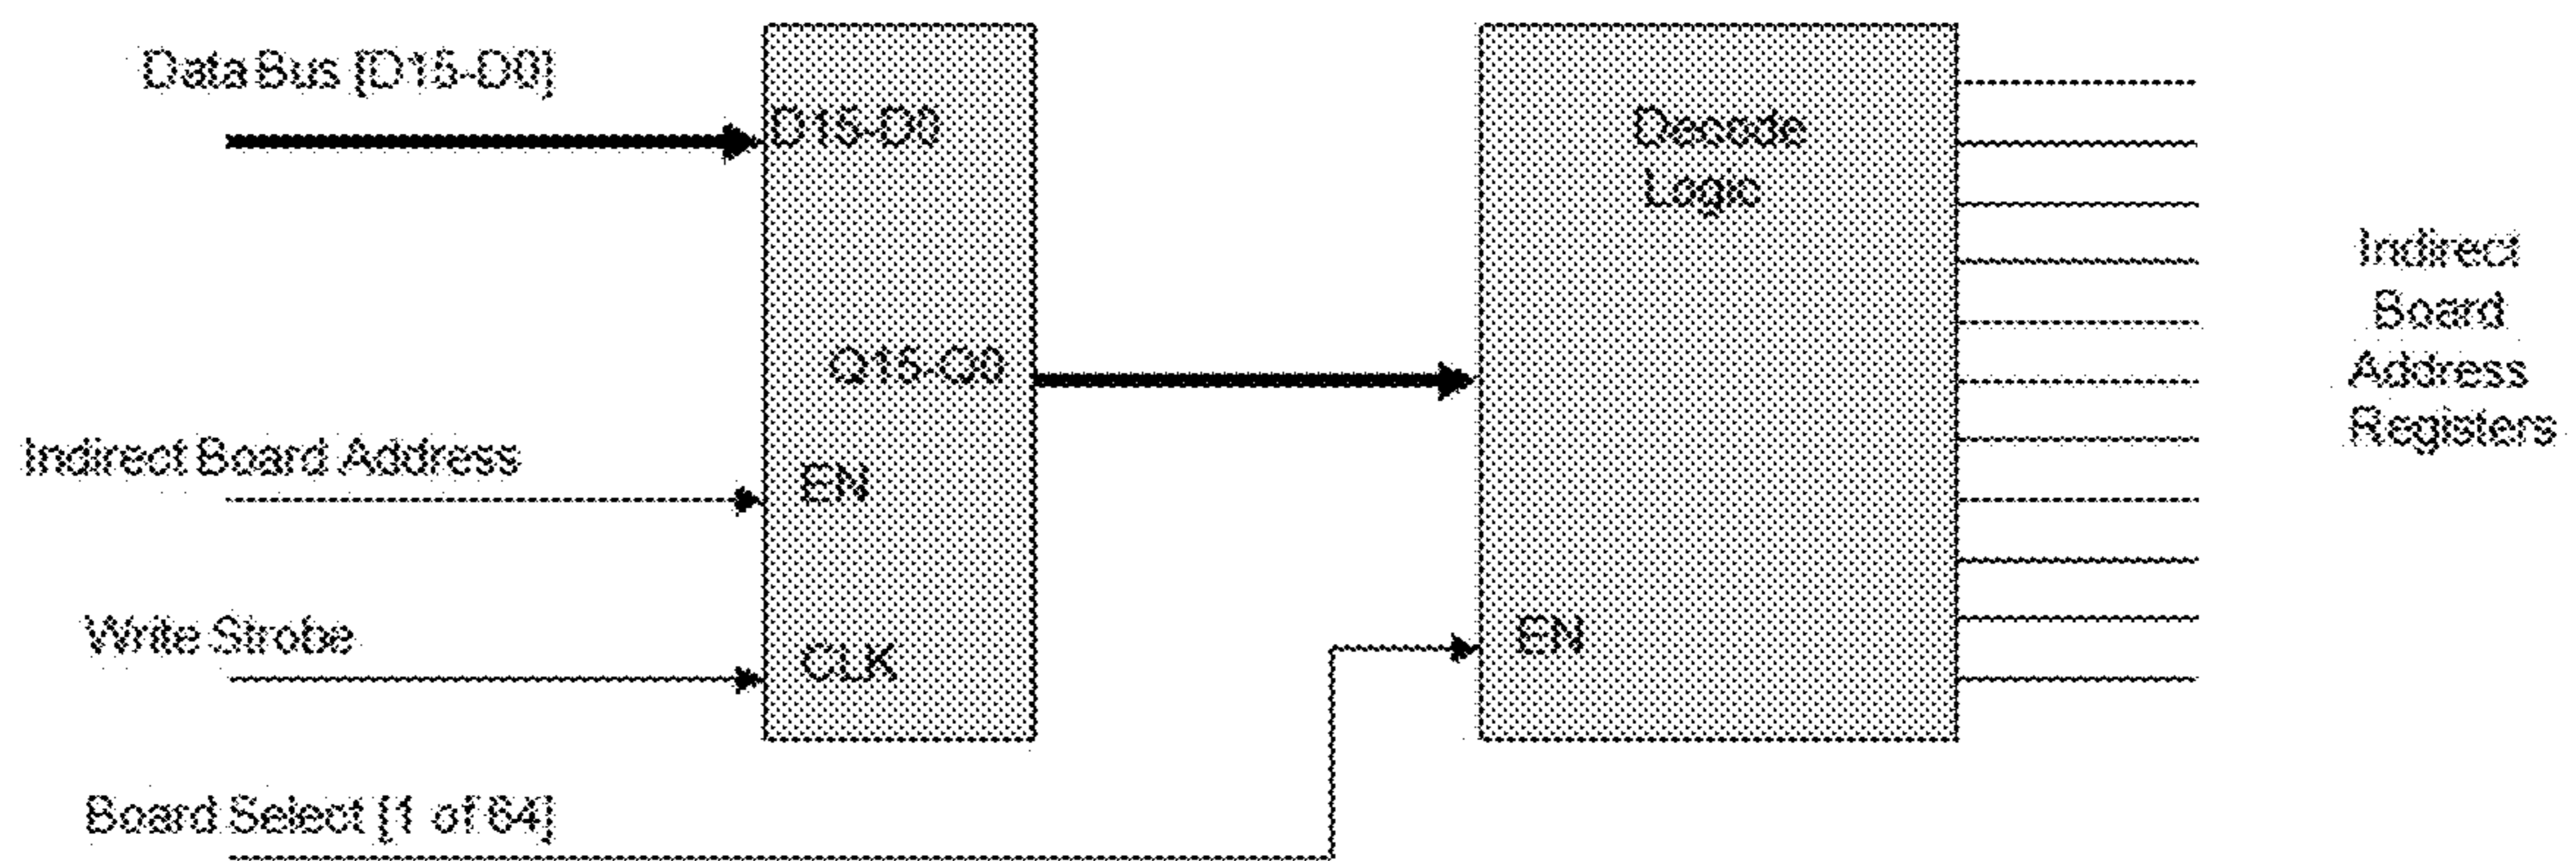 Data Bus [D15-D0]
D15-D0
Decode
Logic
Indirect
Board
Address
Registers
Q15-Q0
Indirect Board Address
EN
Write Strobe
CLK
EN
Board Select [1 of 64]